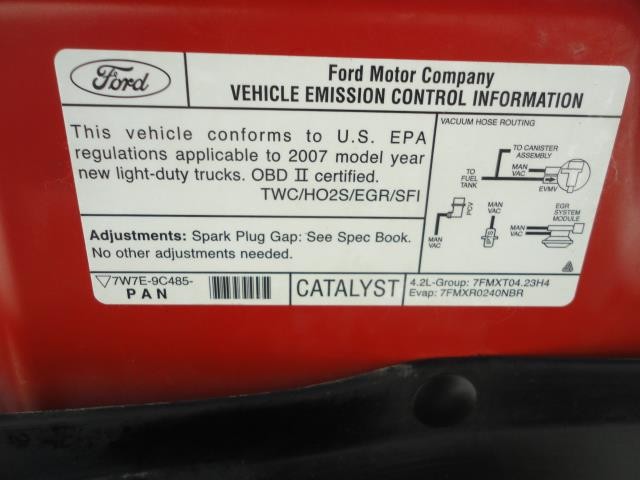 Ford
Ford Motor Company
VEHICLE EMISSION CONTROL INFORMATION
This vehicle conforms to U.S. EPA
regulations applicable to 2007 model year
new light-duty trucks. OBD II certified.
TWC/HO2S/EGR/SFI
Adjustments: Spark Plug Gap: See Spec Book.
No other adjustments needed.
VACUUM HOSE ROUTING
TO CANISTER
ASSEMBLY
TO
FUEL
TANK
MAN
VAC
EVMV
PCV
MAN
VAC
MAN
VAC
EGR
SYSTEM
MODULE
MAN
VAC
7W7E-9C485-
PAN
CATALYST
4.2L-Group: 7FMXT04.23H4
Evap: 7FMXR0240NBR